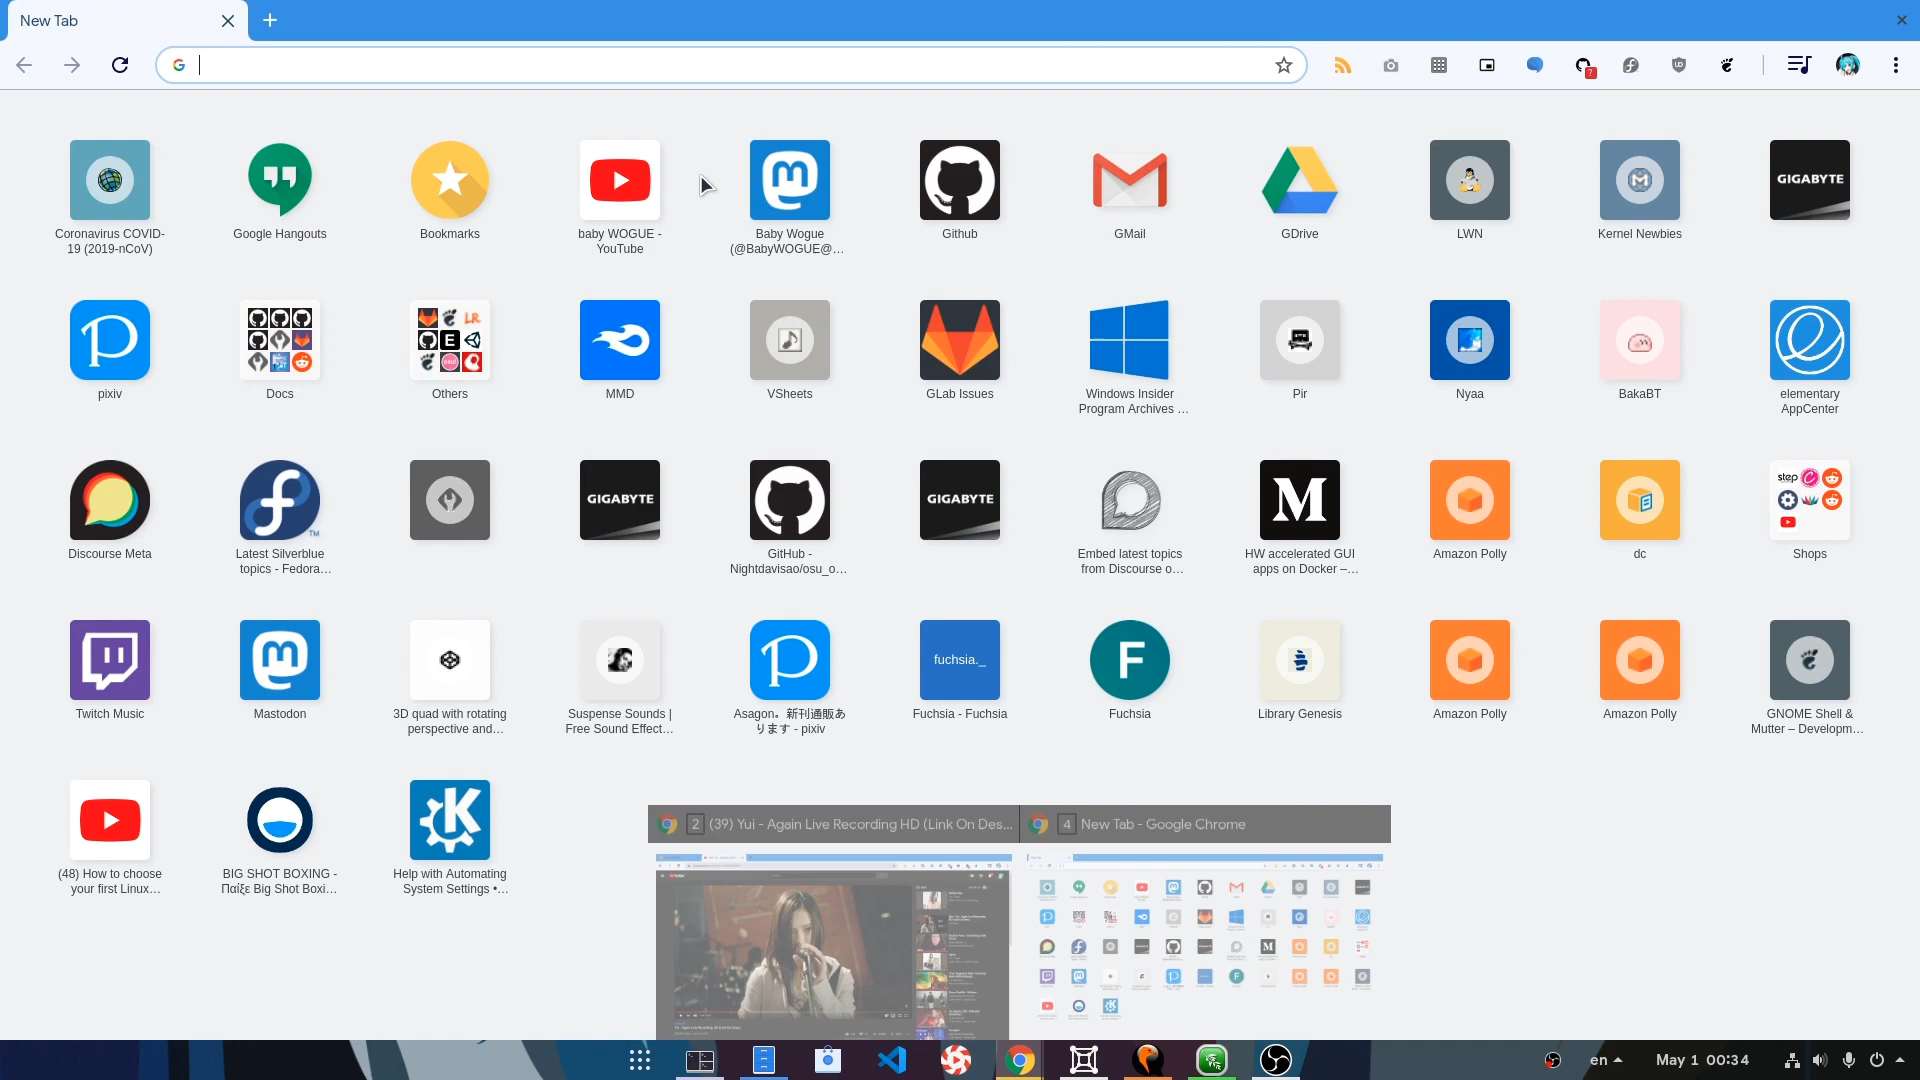 New Tab
?
Coronavirus COVID-
19 (2019-nCoV)
Google Hangouts
Bookmarks
baby WOGUE -
YouTube
Baby Wogue
(@BabyWOGUE@…
Github
GMail
GDrive
LWN
Kernel Newbies
GIGABYTE
pixiv
Docs
Others
MMD
VSheets
GLab Issues
Windows Insider
Program Archives …
Pir
Nyaa
BakaBT
elementary
AppCenter
Discourse Meta
TM
Latest Silverblue
topics - Fedora…
GIGABYTE
GitHub -
Nightdavisao/osu_o…
GIGABYTE
Embed latest topics
from Discourse o…
HW accelerated GUI
apps on Docker –…
Amazon Polly
dc
step
Shops
Twitch Music
Mastodon
3D quad with rotating
perspective and…
Suspense Sounds |
Free Sound Effect…
Asagon。新刊通販あ
ります - pixiv
fuchsia._
Fuchsia - Fuchsia
F
Fuchsia
Library Genesis
Amazon Polly
Amazon Polly
GNOME Shell &
Mutter – Developm…
(48) How to choose
your first Linux…
BIG SHOT BOXING -
Παίξε Big Shot Boxi…
Help with Automating
System Settings •…
2 (39) Yui - Again Live Recording HD (Link On Des…
4 New Tab - Google Chrome
en
May 1 00:34